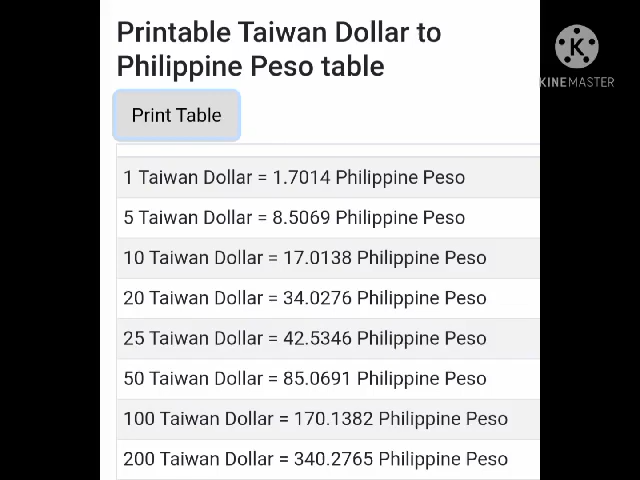 Printable Taiwan Dollar to
Philippine Peso table
K
KINEMASTER
Print Table
1 Taiwan Dollar = 1.7014 Philippine Peso
5 Taiwan Dollar = 8.5069 Philippine Peso
10 Taiwan Dollar = 17.0138 Philippine Peso
20 Taiwan Dollar = 34.0276 Philippine Peso
25 Taiwan Dollar = 42.5346 Philippine Peso
50 Taiwan Dollar = 85.0691 Philippine Peso
100 Taiwan Dollar = 170.1382 Philippine Peso
200 Taiwan Dollar = 340.2765 Philippine Peso